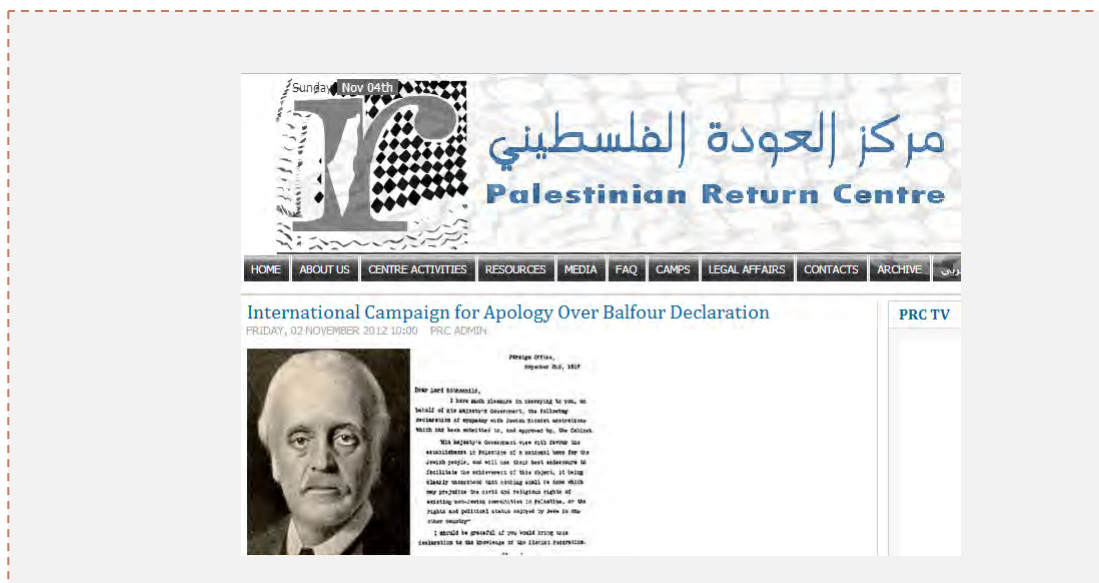 Sunday Nov 04th
مركز العودة الفلسطيني
Palestinian Return Centre
HOME ABOUT US CENTRE ACTIVITIES RESOURCES MEDIA FAQ CAMPS LEGAL AFFAIRS CONTACTS ARCHIVE
International Campaign for Apology Over Balfour Declaration
FRIDAY, 02 NOVEMBER 2012 10:00 PRC ADMIN
PRC TV
Foreign Office,
November 2nd, 1917
Dear Lord Rothschild,
I have much pleasure in conveying to you, on
behalf of His Majesty's Government, the following
declaration of sympathy with Jewish Zionist aspirations
which has been submitted to, and approved by, the Cabinet
"His Majesty's Government view with favour the
establishment in Palestine of a national home for the
Jewish people, and will use their best endeavours to
facilitate the achievement of this object, it being
clearly understood that nothing shall be done which
may prejudice the civil and religious rights of
existing non-Jewish communities in Palestine, or the
rights and political status enjoyed by Jews in any
other country"
I should be grateful if you would bring this
declaration to the knowledge of the Zionist Federation.